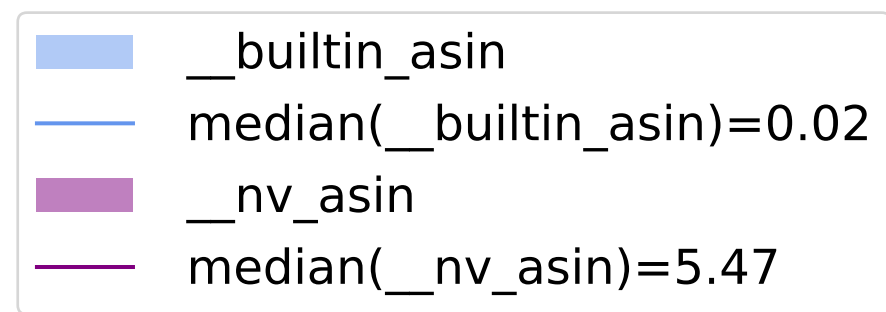 __builtin_asin
median(__builtin_asin)=0.02
__nv_asin
median(__nv_asin)=5.47